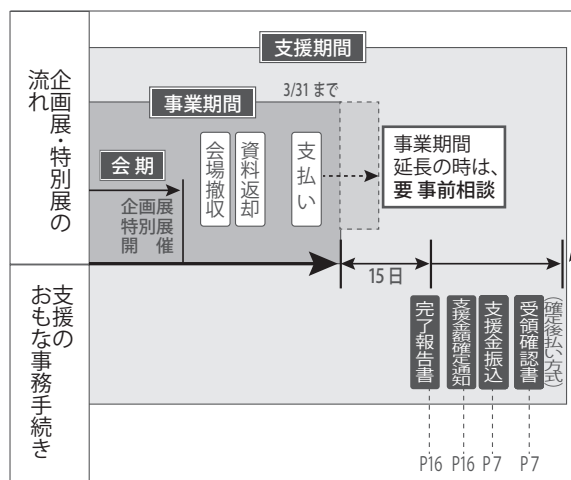 企画展・特別展の
流れ
支援期間
事業期間
3/31 まで
会 期
企画展
特別展
開 催
会場撤収
資料返却
支払い
事業期間
延長の時は、
要 事前相談
支援の
おもな事務手続き
15 日
完了報告書
支援金額確定通知
支援金振込
受領確認書
(確定後払い方式)
P16
P16
P7
P7